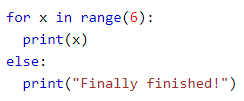 for x in range(6):
  print(x)
else:
  print("Finally finished!")